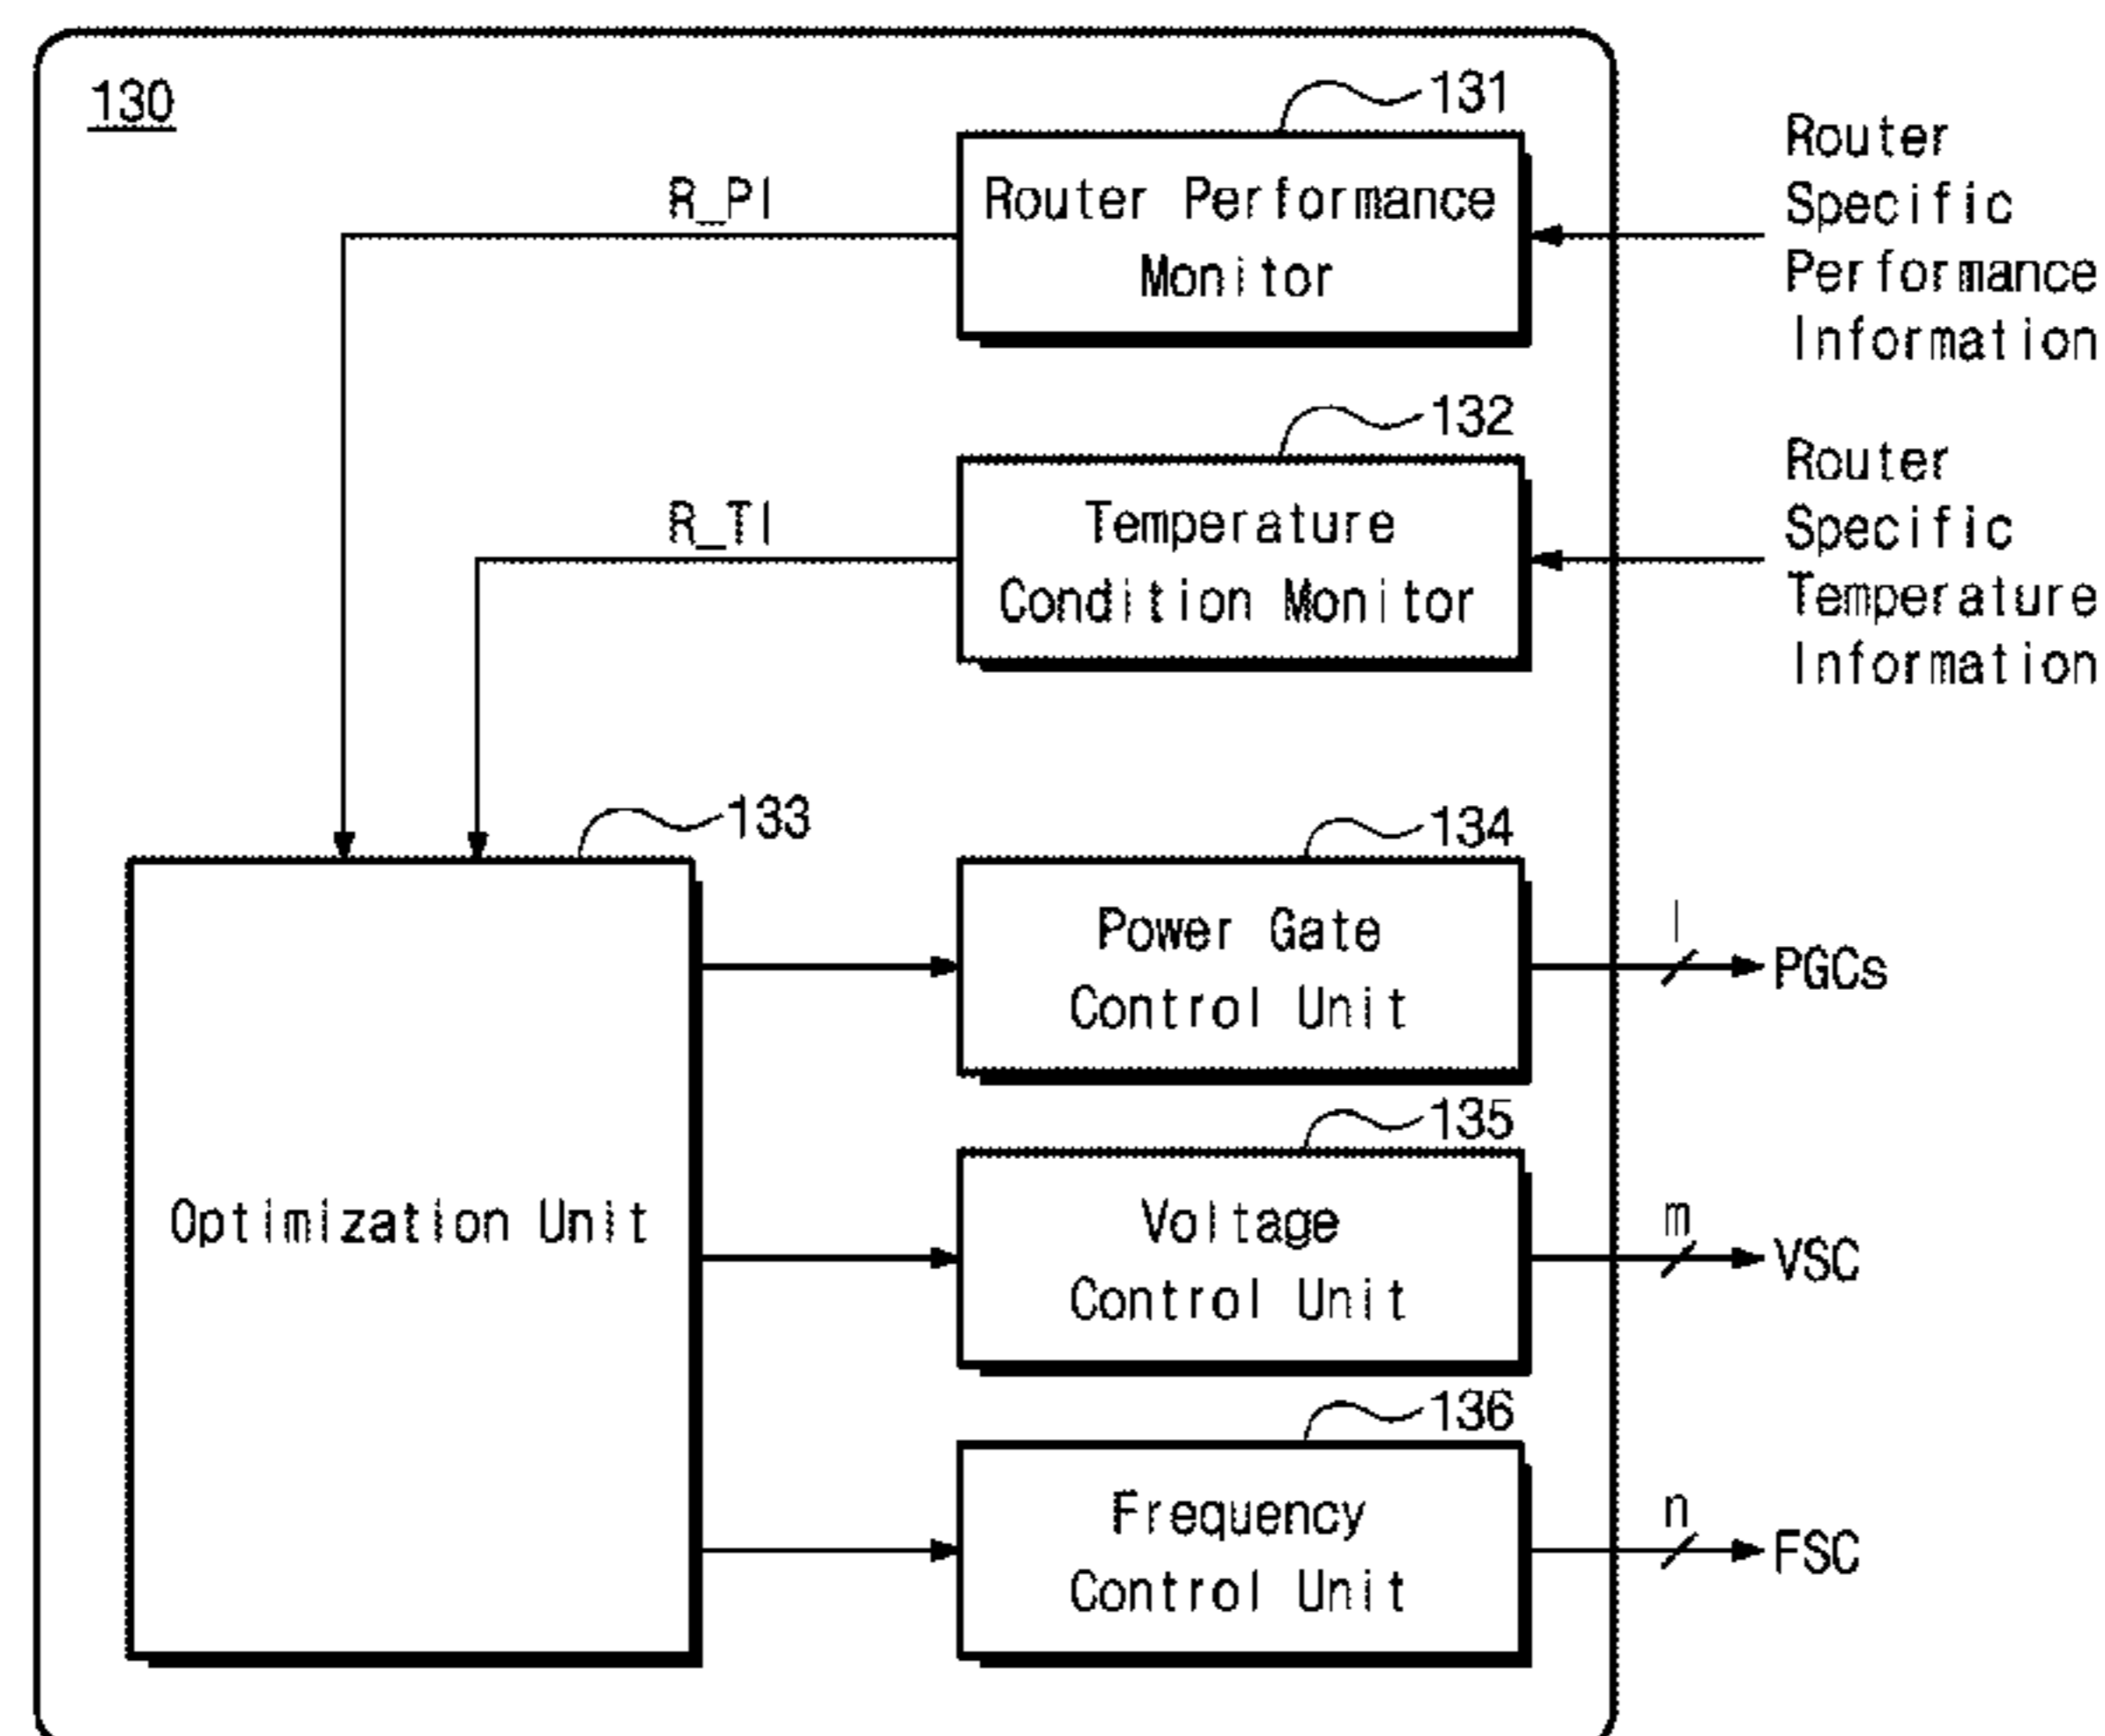 130
131
Router Performance
Monitor
R_PI
Router
Specific
Performance
Information
132
Temperature
Condition Monitor
R_TI
Router
Specific
Temperature
Information
133
Optimization Unit
134
Power Gate
Control Unit
l
PGCs
135
Voltage
Control Unit
m
VSC
136
Frequency
Control Unit
n
FSC